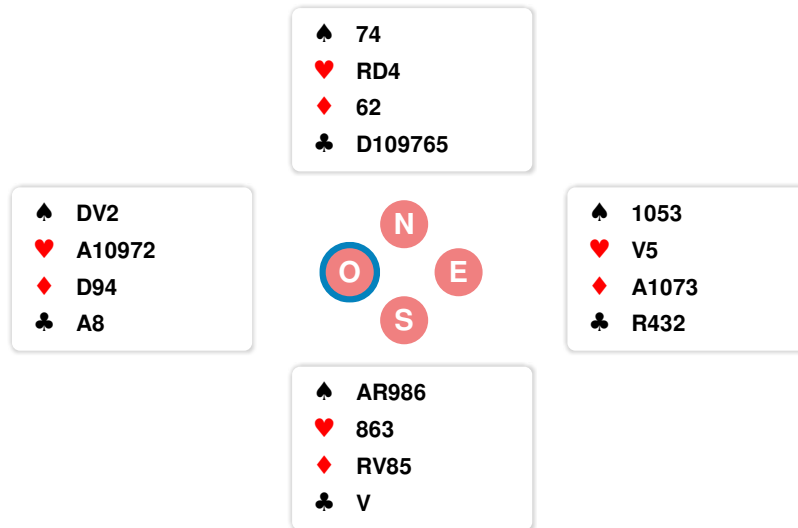 ♠ 74
♥ RD4
♦ 62
♣ D109765
♠ DV2
♥ A10972
♦ D94
♣ A8
N
O
E
S
♠ 1053
♥ V5
♦ A1073
♣ R432
♠ AR986
♥ 863
♦ RV85
♣ V